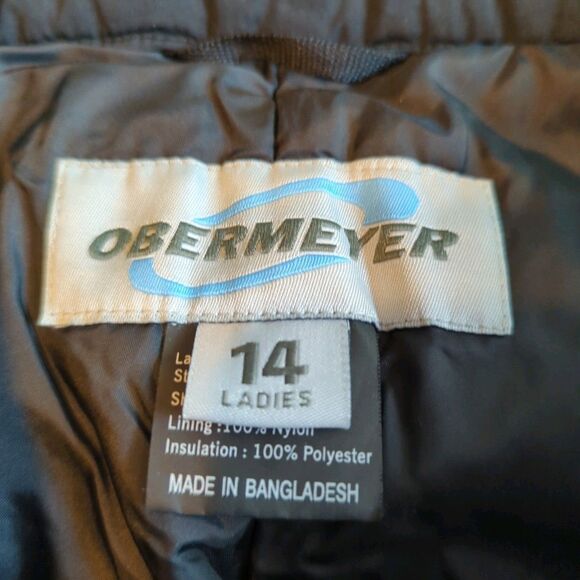 OBERMEYER
14
LADIES
Lining : 100% Nylon
Insulation : 100% Polyester
MADE IN BANGLADESH